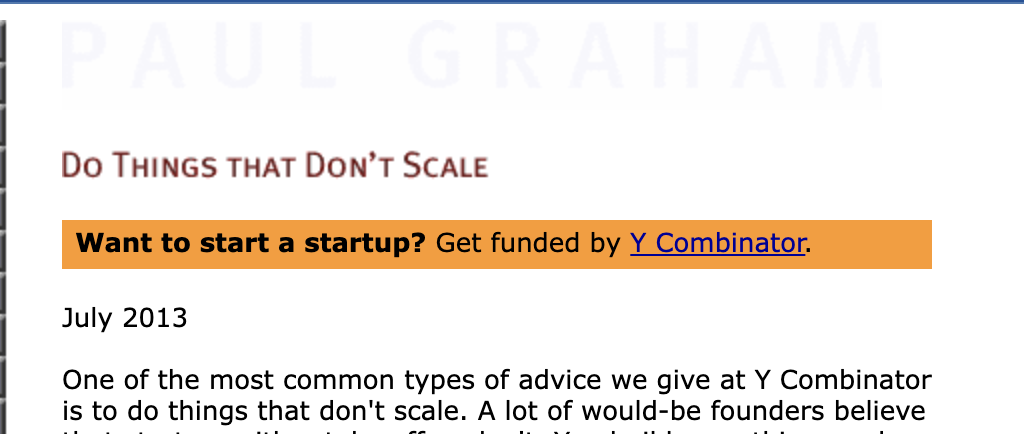 PAUL GRAHAM
DO THINGS THAT DON'T SCALE
Want to start a startup? Get funded by Y Combinator.
July 2013
One of the most common types of advice we give at Y Combinator
is to do things that don't scale. A lot of would-be founders believe